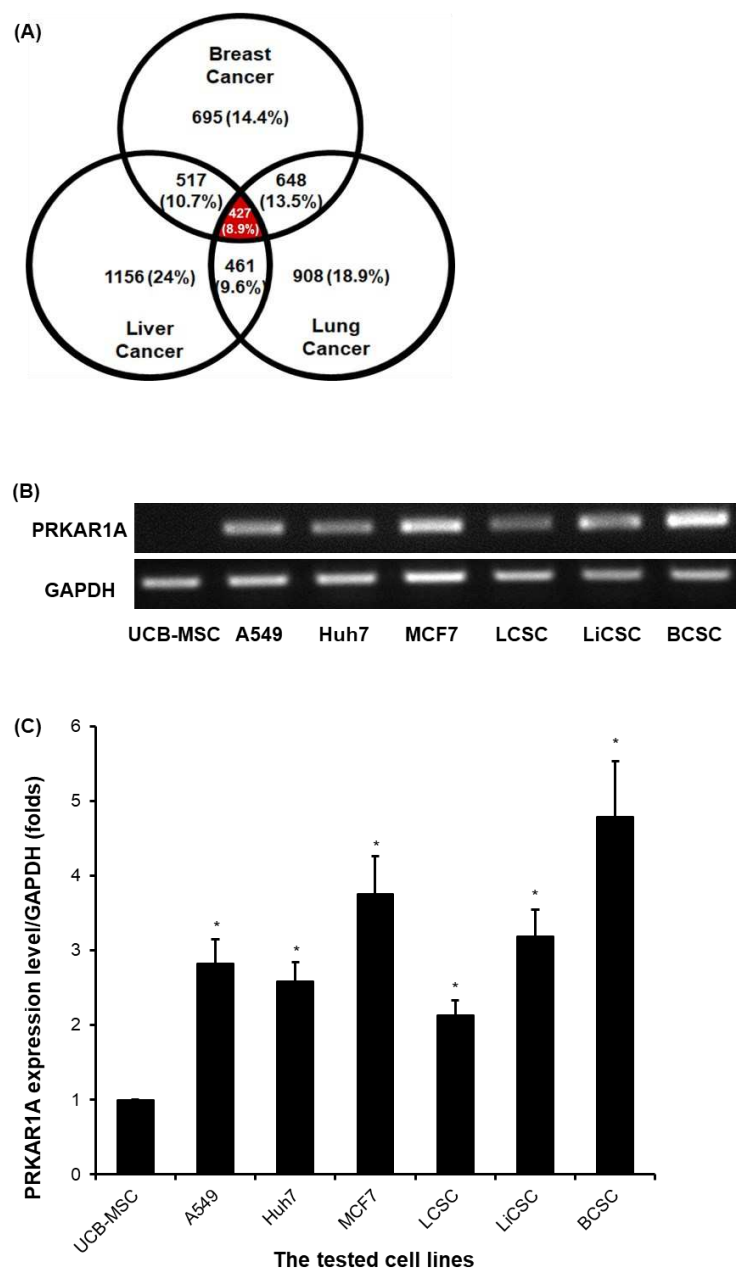 (A)
Breast
Cancer
695 (14.4%)
517
(10.7%)
648
(13.5%)
427
(8.9%)
1156 (24%)
461
(9.6%)
908 (18.9%)
Liver
Cancer
Lung
Cancer
(B)
PRKAR1A
GAPDH
UCB-MSC A549 Huh7 MCF7 LCSC LiCSC BCSC
(C)
PRKAR1A expression level/GAPDH (folds)
6
5
4
3
2
1
0
*
*
*
*
*
*
UCB-MSC
A549
Huh7
MCF7
LCSC
LiCSC
BCSC
The tested cell lines